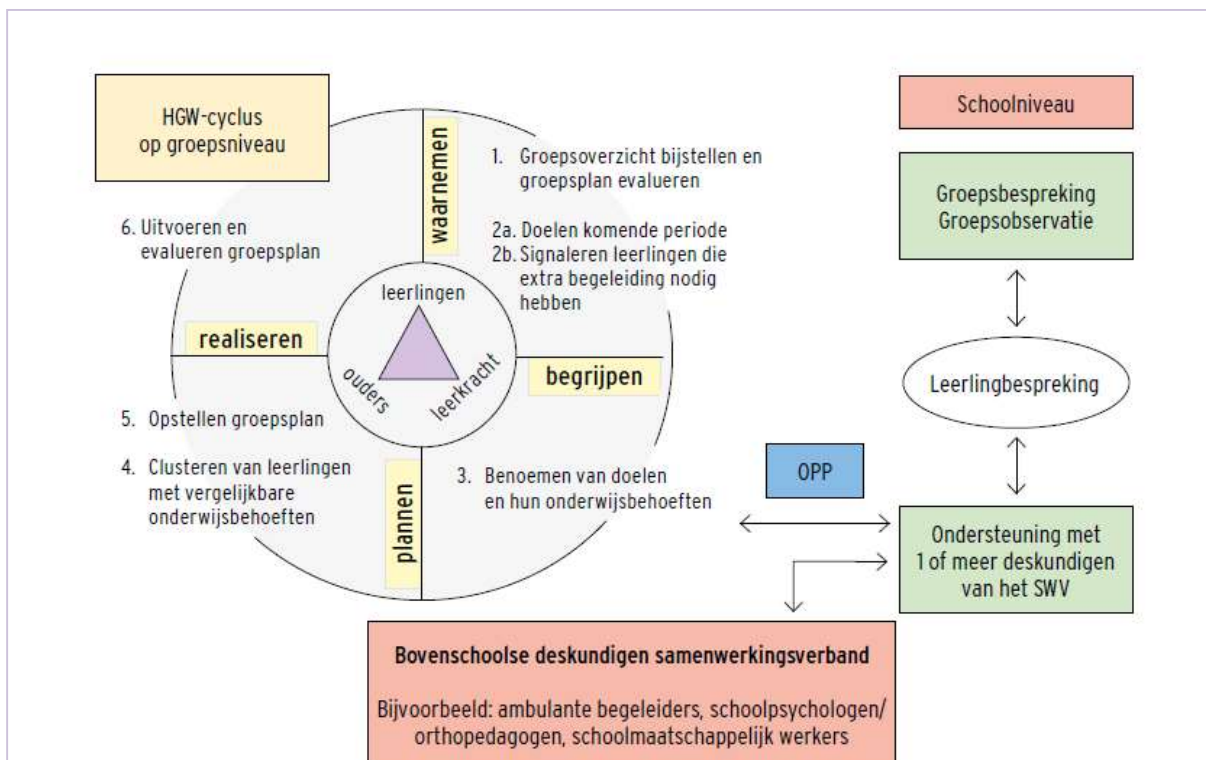 HGW-cyclus
op groepsniveau
waarnemen
1. Groepsoverzicht bijstellen en
groepsplan evalueren
2a. Doelen komende periode
2b. Signaleren leerlingen die
extra begeleiding nodig
hebben
begrijpen
3. Benoemen van doelen
en hun onderwijsbehoeften
plannen
4. Clusteren van leerlingen
met vergelijkbare
onderwijsbehoeften
5. Opstellen groepsplan
realiseren
6. Uitvoeren en
evalueren groepsplan
leerlingen
ouders
leerkracht
Schoolniveau
Groepsbespreking
Groepsobservatie
Leerlingbespreking
OPP
Ondersteuning met
1 of meer deskundigen
van het SWV
Bovenschoolse deskundigen samenwerkingsverband
Bijvoorbeeld: ambulante begeleiders, schoolpsychologen/
orthopedagogen, schoolmaatschappelijk werkers